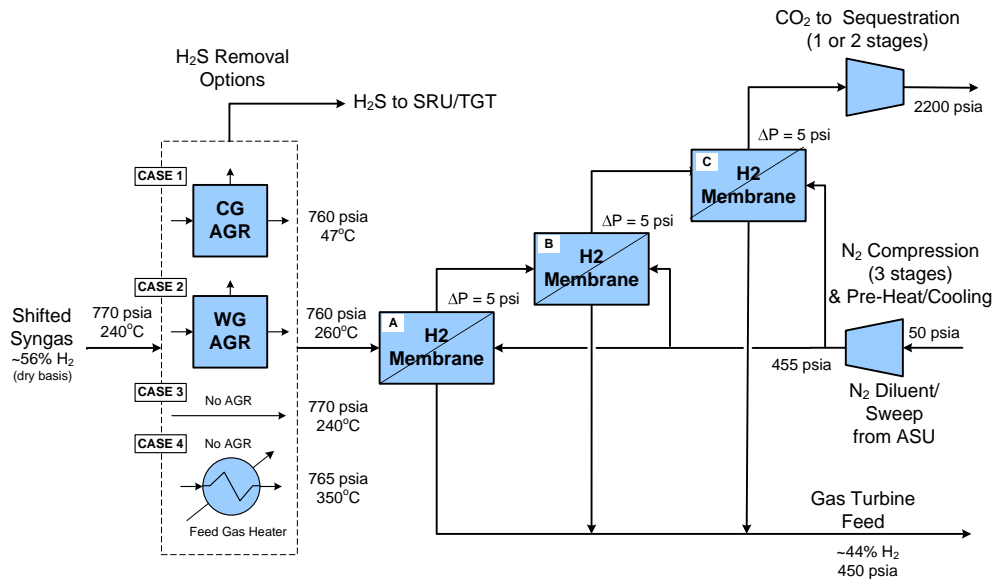 CO2 to Sequestration
(1 or 2 stages)
2200 psia
H2S Removal
Options
H2S to SRU/TGT
CASE 1
CG
AGR
760 psia
47°C
CASE 2
WG
AGR
760 psia
260°C
Shifted
Syngas
~56% H2
(dry basis)
770 psia
240°C
CASE 3
No AGR
770 psia
240°C
CASE 4
No AGR
765 psia
350°C
Feed Gas Heater
A
H2
Membrane
ΔP = 5 psi
B
H2
Membrane
ΔP = 5 psi
C
H2
Membrane
ΔP = 5 psi
N2 Compression
(3 stages)
& Pre-Heat/Cooling
50 psia
455 psia
N2 Diluent/
Sweep
from ASU
Gas Turbine
Feed
~44% H2
450 psia